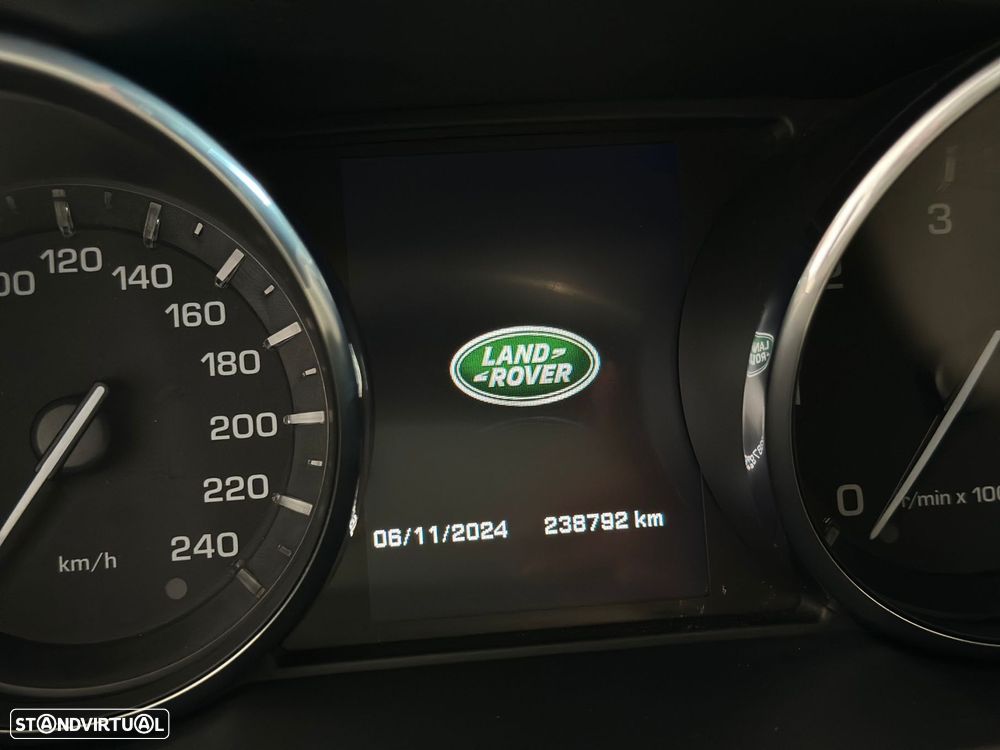 120
140
160
180
200
220
240
km/h
LAND
ROVER
06/11/2024 238792 km
3
0
r/min x 100
STANDVIRTUAL